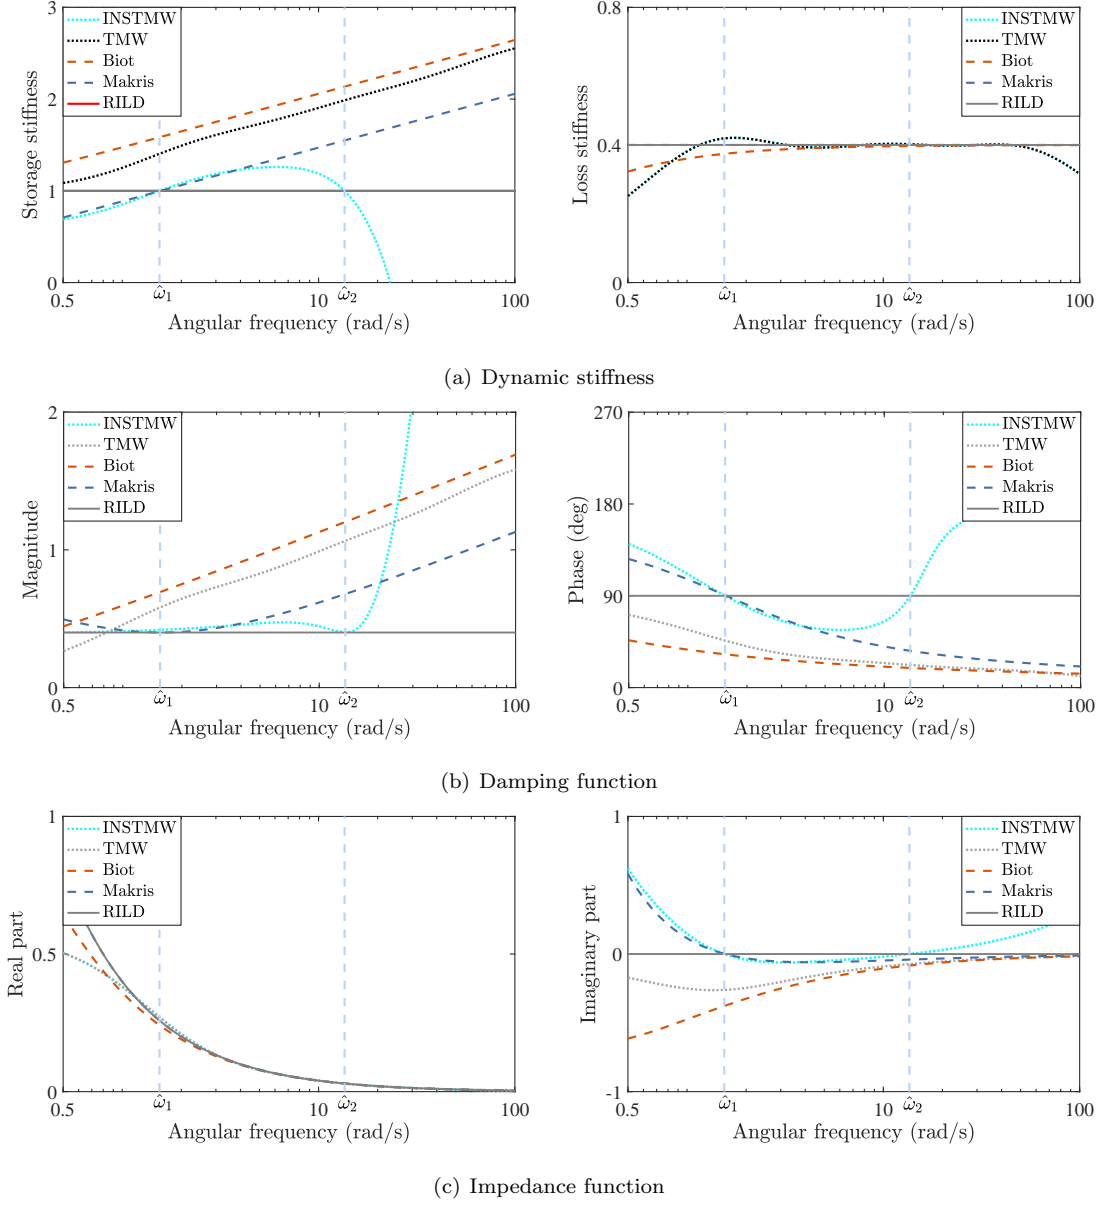 3
2
1
0
Storage stiffness
INSTMW
TMW
Biot
Makris
RILD
0.5
ω̂₁
10
ω̂₂
100
Angular frequency (rad/s)
0.8
0.4
0
Loss stiffness
INSTMW
TMW
Biot
Makris
RILD
0.5
ω̂₁
10
ω̂₂
100
Angular frequency (rad/s)
(a) Dynamic stiffness
2
1
0
Magnitude
INSTMW
TMW
Biot
Makris
RILD
0.5
ω̂₁
10
ω̂₂
100
Angular frequency (rad/s)
270
180
90
0
Phase (deg)
INSTMW
TMW
Biot
Makris
RILD
0.5
ω̂₁
10
ω̂₂
100
Angular frequency (rad/s)
(b) Damping function
1
0.5
0
Real part
INSTMW
TMW
Biot
Makris
RILD
0.5
ω̂₁
10
ω̂₂
100
Angular frequency (rad/s)
1
0
-1
Imaginary part
INSTMW
TMW
Biot
Makris
RILD
0.5
ω̂₁
10
ω̂₂
100
Angular frequency (rad/s)
(c) Impedance function